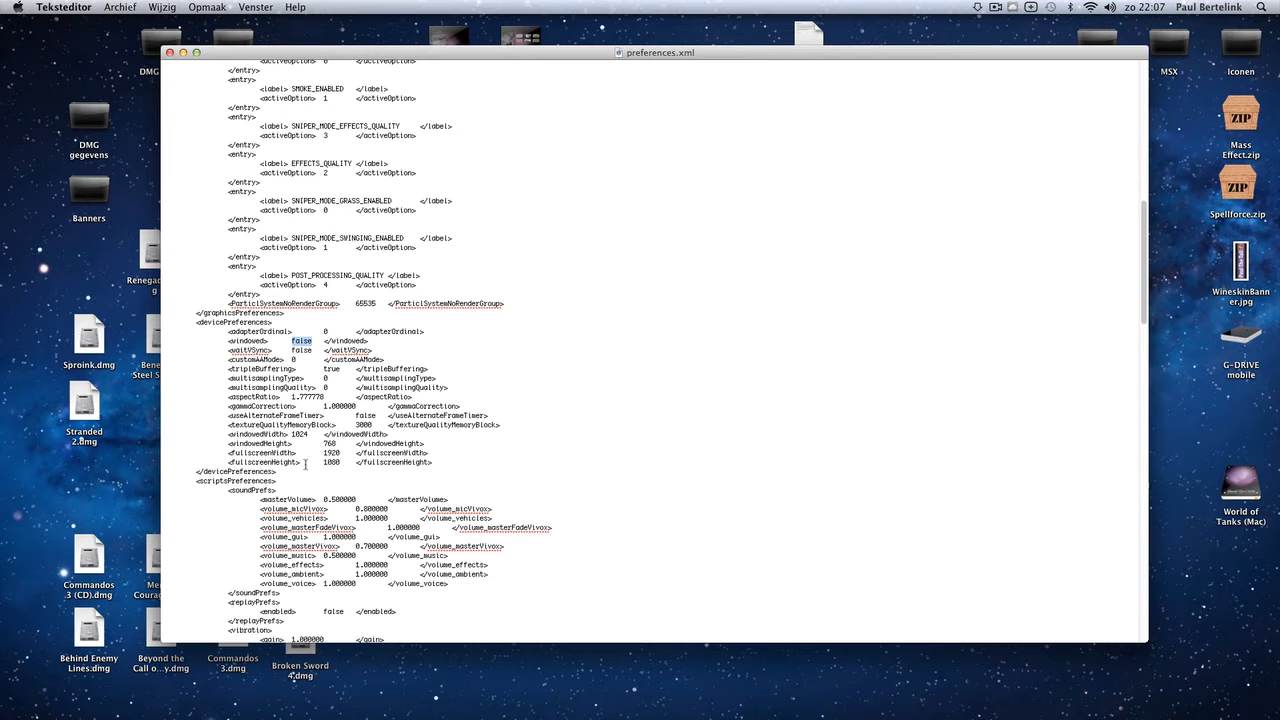 Teksteditor Archief Wijzig Opmaak Venster Help
zo 22:07 Paul Bertelink
preferences.xml
<activeOption> 0 </activeOption>
</entry>
<entry>
<label> SMOKE_ENABLED </label>
<activeOption> 1 </activeOption>
</entry>
<entry>
<label> SNIPER_MODE_EFFECTS_QUALITY </label>
<activeOption> 3 </activeOption>
</entry>
<entry>
<label> EFFECTS_QUALITY </label>
<activeOption> 2 </activeOption>
</entry>
<entry>
<label> SNIPER_MODE_GRASS_ENABLED </label>
<activeOption> 0 </activeOption>
</entry>
<entry>
<label> SNIPER_MODE_SWINGING_ENABLED </label>
<activeOption> 1 </activeOption>
</entry>
<entry>
<label> POST_PROCESSING_QUALITY </label>
<activeOption> 4 </activeOption>
</entry>
<ParticlSystemNoRenderGroup> 65535 </ParticlSystemNoRenderGroup>
</graphicsPreferences>
<devicePreferences>
<adapterOrdinal> 0 </adapterOrdinal>
<windowed> false </windowed>
<waitVSync> false </waitVSync>
<customAAMode> 0 </customAAMode>
<tripleBuffering> true </tripleBuffering>
<multisamplingType> 0 </multisamplingType>
<multisamplingQuality> 0 </multisamplingQuality>
<aspectRatio> 1.777778 </aspectRatio>
<gammaCorrection> 1.000000 </gammaCorrection>
<useAlternateFrameTimer> false </useAlternateFrameTimer>
<textureQualityMemoryBlock> 3000 </textureQualityMemoryBlock>
<windowedWidth> 1024 </windowedWidth>
<windowedHeight> 768 </windowedHeight>
<fullscreenWidth> 1920 </fullscreenWidth>
<fullscreenHeight> 1080 </fullscreenHeight>
</devicePreferences>
<scriptsPreferences>
<soundPrefs>
<masterVolume> 0.500000 </masterVolume>
<volume_micVivox> 0.800000 </volume_micVivox>
<volume_vehicles> 1.000000 </volume_vehicles>
<volume_masterFadeVivox> 1.000000 </volume_masterFadeVivox>
<volume_gui> 1.000000 </volume_gui>
<volume_masterVivox> 0.700000 </volume_masterVivox>
<volume_music> 0.500000 </volume_music>
<volume_effects> 1.000000 </volume_effects>
<volume_ambient> 1.000000 </volume_ambient>
<volume_voice> 1.000000 </volume_voice>
</soundPrefs>
<replayPrefs>
<enabled> false </enabled>
</replayPrefs>
<vibration>
<gain> 1.000000 </gain>
DMG
DMG
gegevens
Banners
Renegade
g
Sproink.dmg
Bene
Steel S
Stranded
2.dmg
Commandos
3 (CD).dmg
Me
Courag
Behind Enemy
Lines.dmg
Beyond the
Call o...y.dmg
Commandos
3.dmg
Broken Sword
4.dmg
MSX
Iconen
ZIP
Mass
Effect.zip
ZIP
Spellforce.zip
WineskinBann
er.jpg
G-DRIVE
mobile
World of
Tanks (Mac)